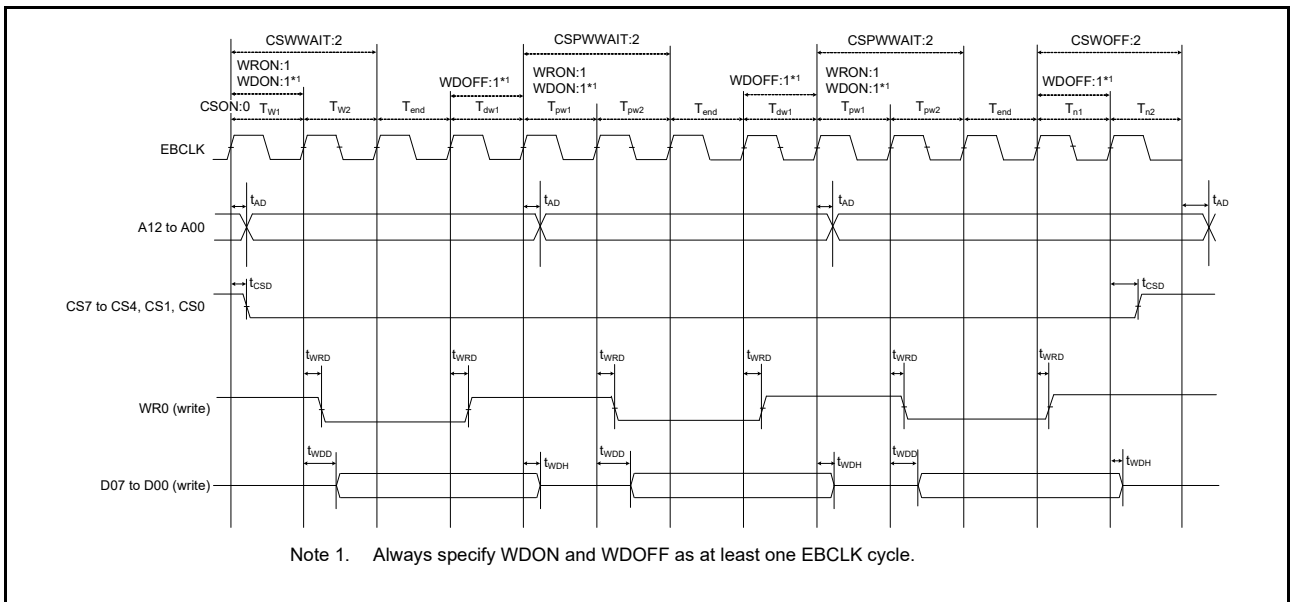 CSWWAIT:2 CSPWWAIT:2 CSPWWAIT:2 CSWOFF:2
WRON:1 WRON:1 WRON:1
WDON:1*1 WDOFF:1*1 WDON:1*1 WDOFF:1*1 WDON:1*1 WDOFF:1*1
CSON:0 TW1 TW2 Tend Tdw1 Tpw1 Tpw2 Tend Tdw1 Tpw1 Tpw2 Tend Tn1 Tn2
EBCLK
tAD tAD tAD tAD
A12 to A00
tCSD tCSD
CS7 to CS4, CS1, CS0
tWRD tWRD tWRD tWRD tWRD tWRD
WR0 (write)
tWDD tWDH tWDD tWDH tWDD tWDH
D07 to D00 (write)
Note 1. Always specify WDON and WDOFF as at least one EBCLK cycle.